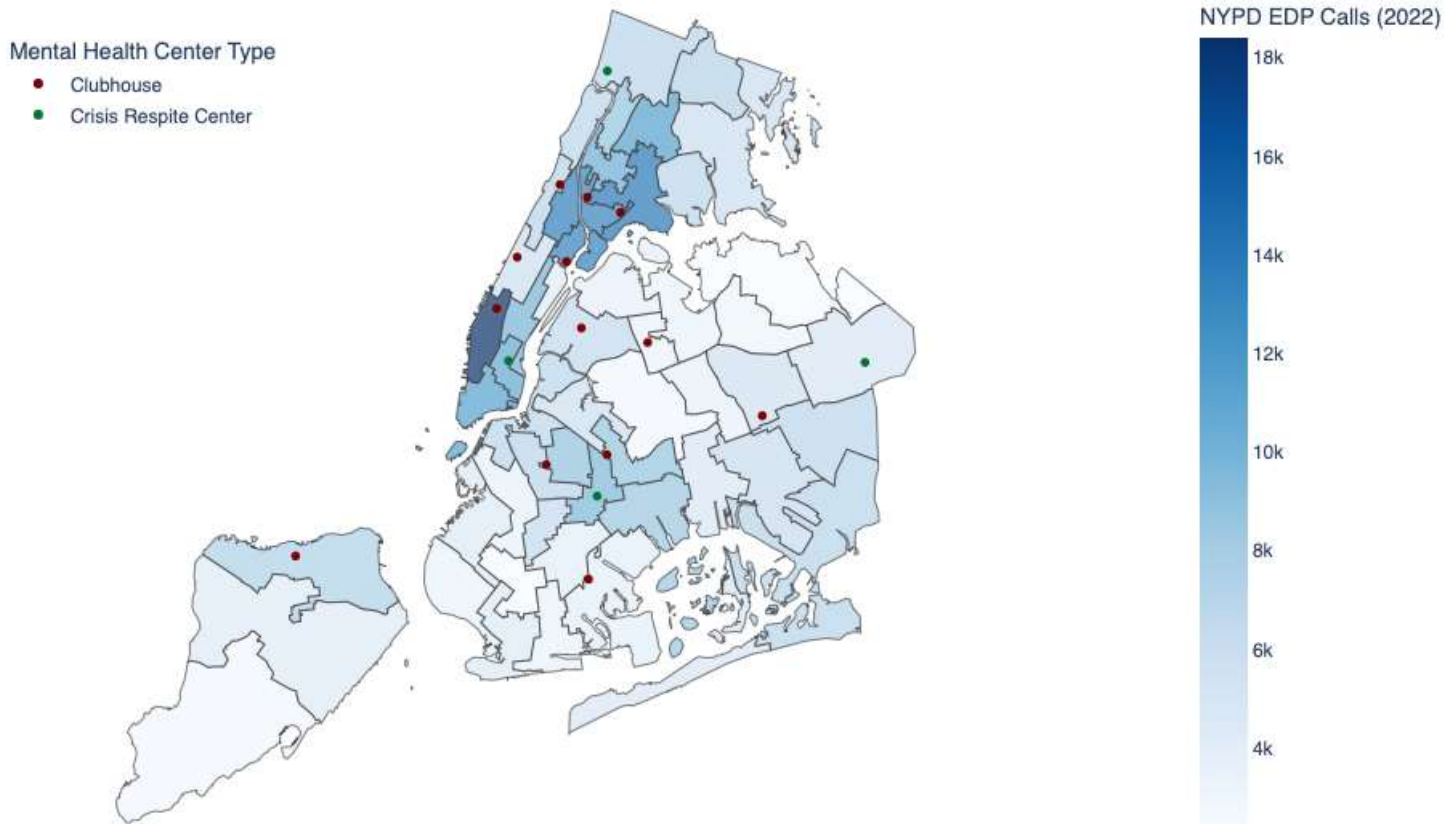 NYPD EDP Calls (2022)
Mental Health Center Type
Clubhouse
Crisis Respite Center
18k
16k
14k
12k
10k
8k
6k
4k